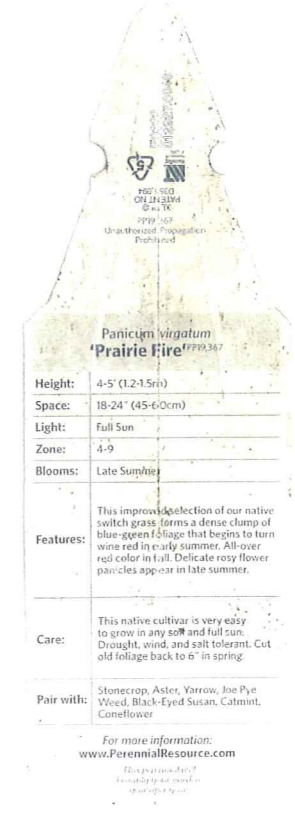 PATENT NO
D351,094
PP19,367
Unauthorized Propagation
Prohibited
Panicum virgatum
'Prairie Fire' PP19,367
Height: 4-5' (1.2-1.5m)
Space: 18-24" (45-60cm)
Light: Full Sun
Zone: 4-9
Blooms: Late Summer
Features: This improved selection of our native
switch grass forms a dense clump of
blue-green foliage that begins to turn
wine red in early summer. All-over
red color in fall. Delicate rosy flower
panicles appear in late summer.
Care: This native cultivar is very easy
to grow in any soil and full sun.
Drought, wind, and salt tolerant. Cut
old foliage back to 6" in spring.
Pair with: Stonecrop, Aster, Yarrow, Joe Pye
Weed, Black-Eyed Susan, Catmint,
Coneflower
For more information:
www.PerennialResource.com